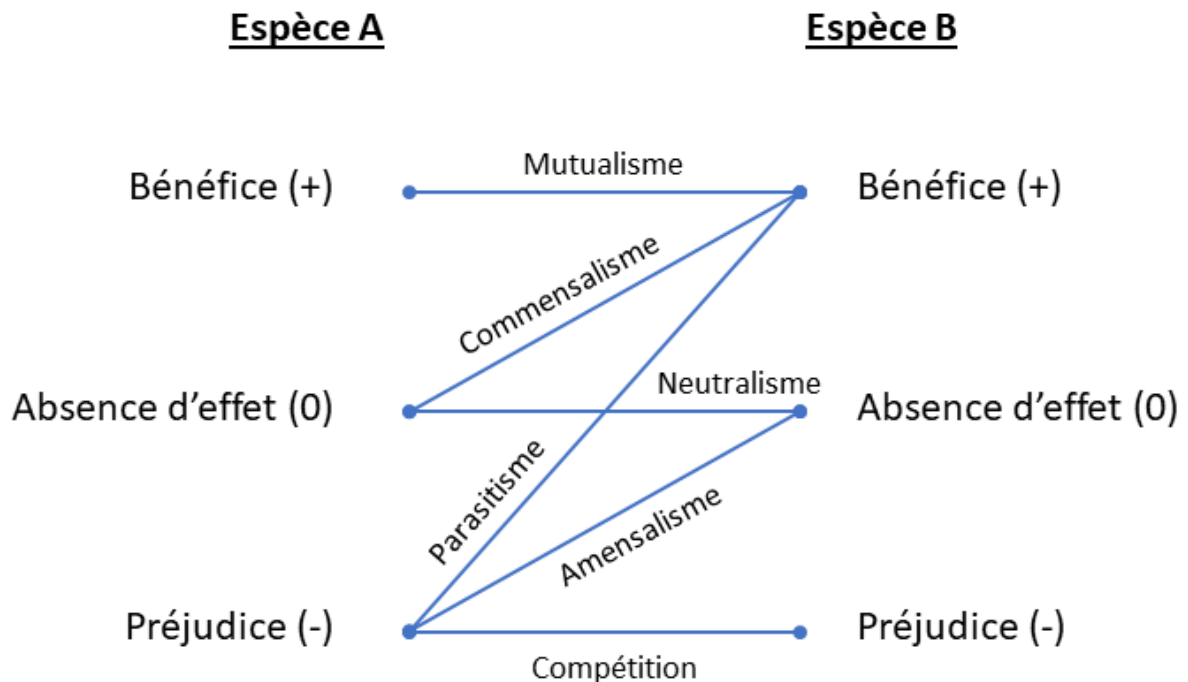 Espèce A
Espèce B
Mutualisme
Bénéfice (+)
Bénéfice (+)
Commensalisme
Neutralisme
Absence d'effet (0)
Absence d'effet (0)
Parasitisme
Amensalisme
Préjudice (-)
Préjudice (-)
Compétition